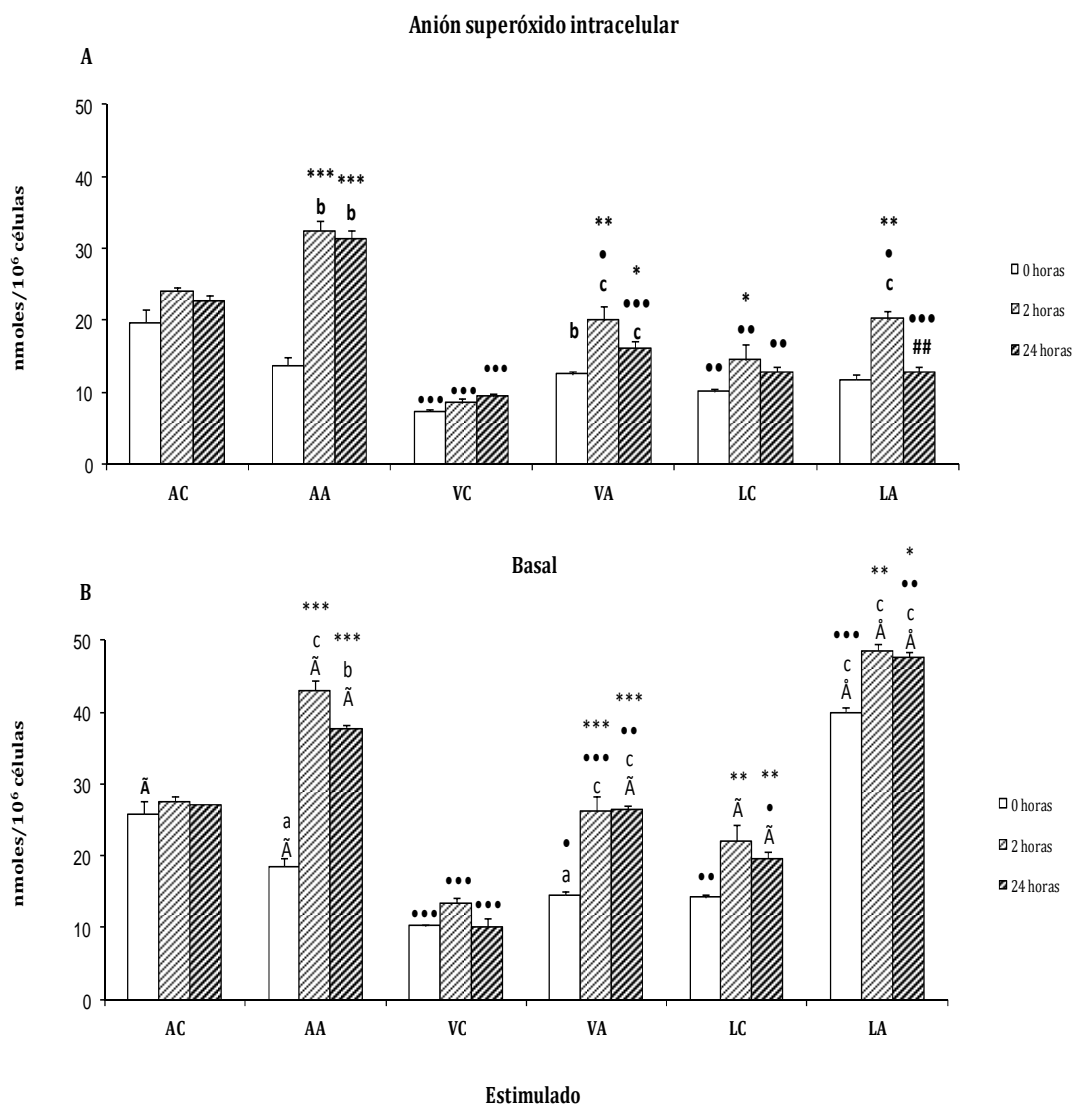 Anión superóxido intracelular
A
nmoles/10⁶ células
50
40
30
20
10
0
*** ***
b b
••• ••• •••
b
**
•
c
*
•••
c
••
*
••
••
**
•
c
•••
##
AC AA VC VA LC LA
0 horas
2 horas
24 horas
Basal
B
nmoles/10⁶ células
50
40
30
20
10
0
Ã
a
Ã
***
c
Ã
***
b
Ã
••• ••• •••
•
a
***
•••
c
***
••
c
Ã
••
**
Ã
**
•
Ã
•••
c
Å
**
c
Å
*
••
c
Å
AC AA VC VA LC LA
0 horas
2 horas
24 horas
Estimulado